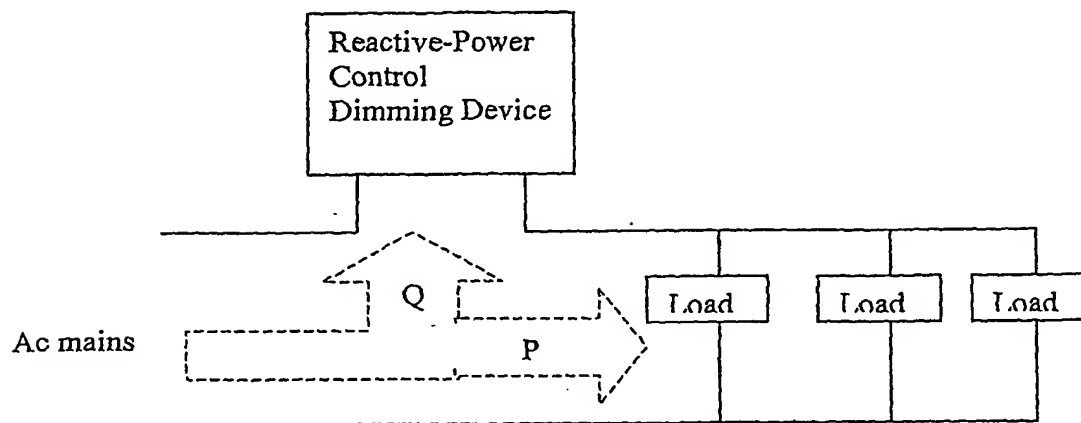 Reactive-Power
Control
Dimming Device
Q
Load
Load
Load
Ac mains
P